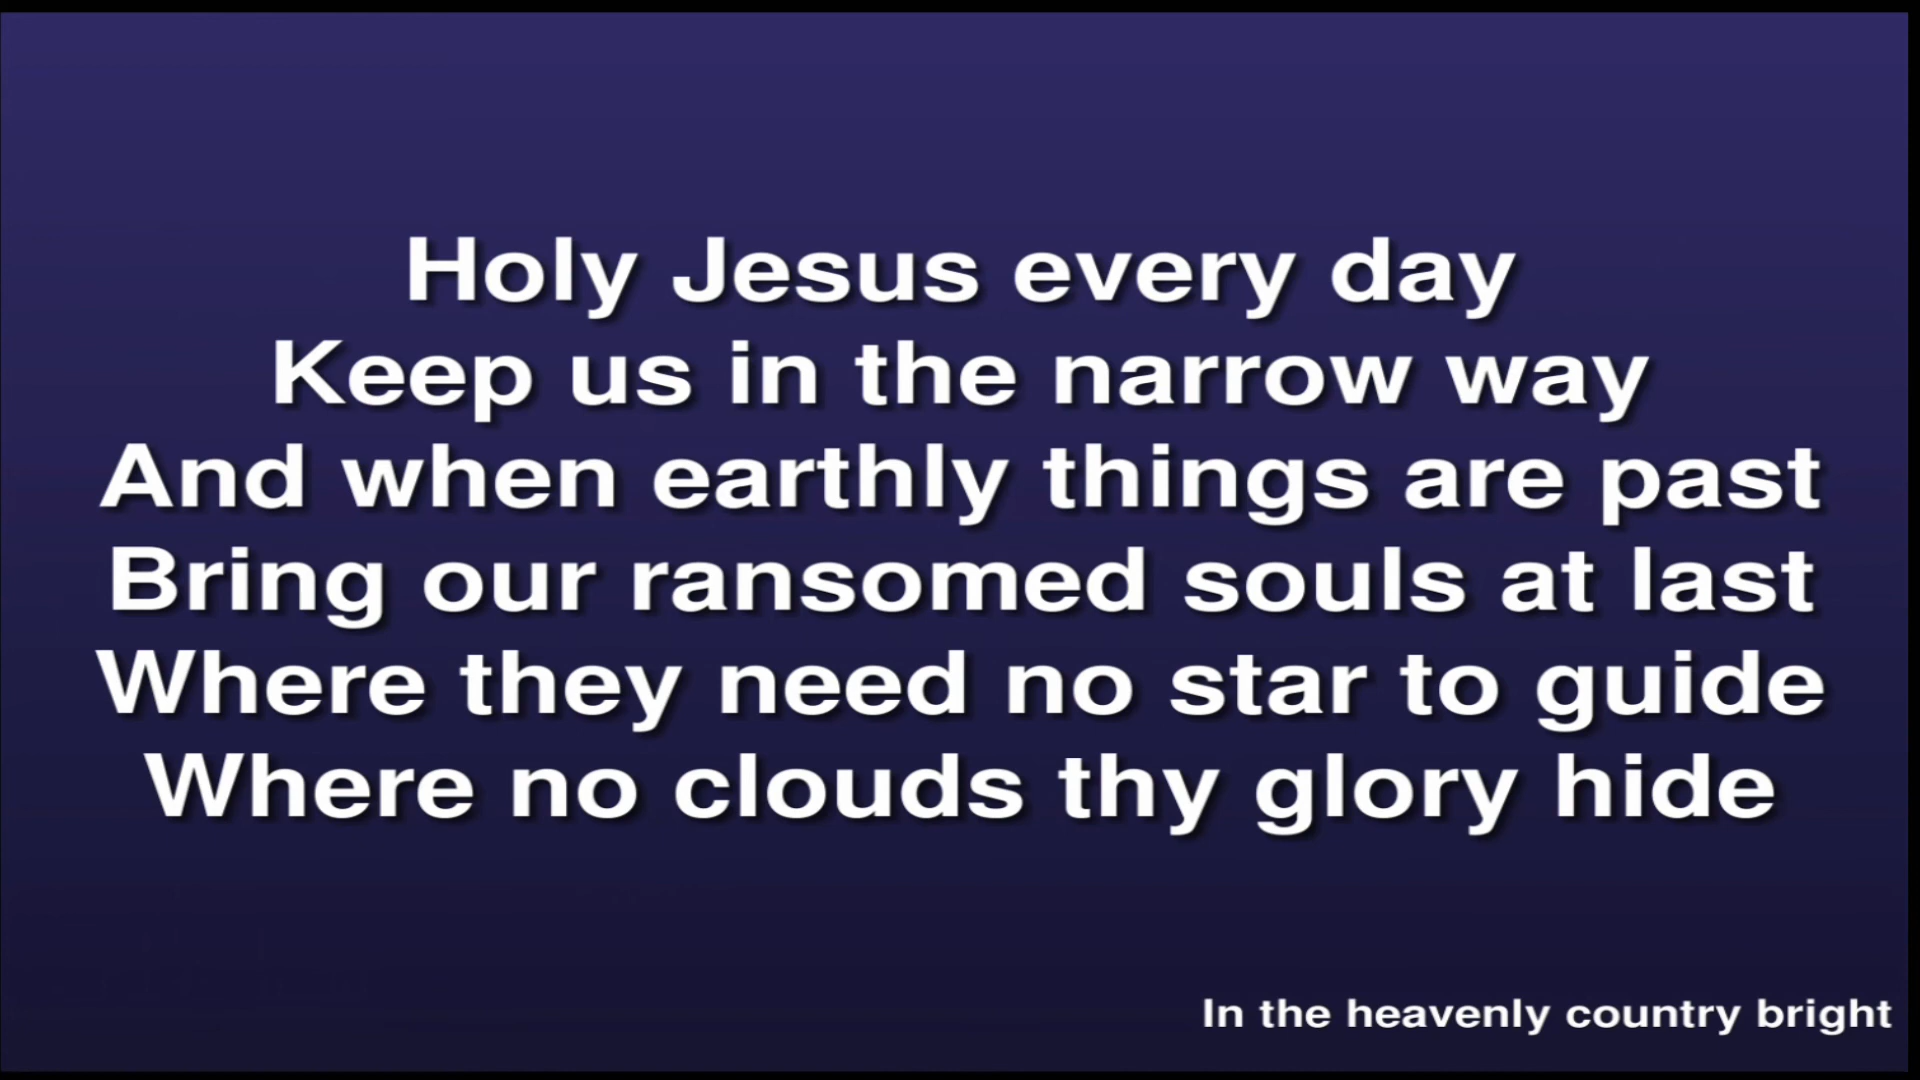 Holy Jesus every day
Keep us in the narrow way
And when earthly things are past
Bring our ransomed souls at last
Where they need no star to guide
Where no clouds thy glory hide
In the heavenly country bright